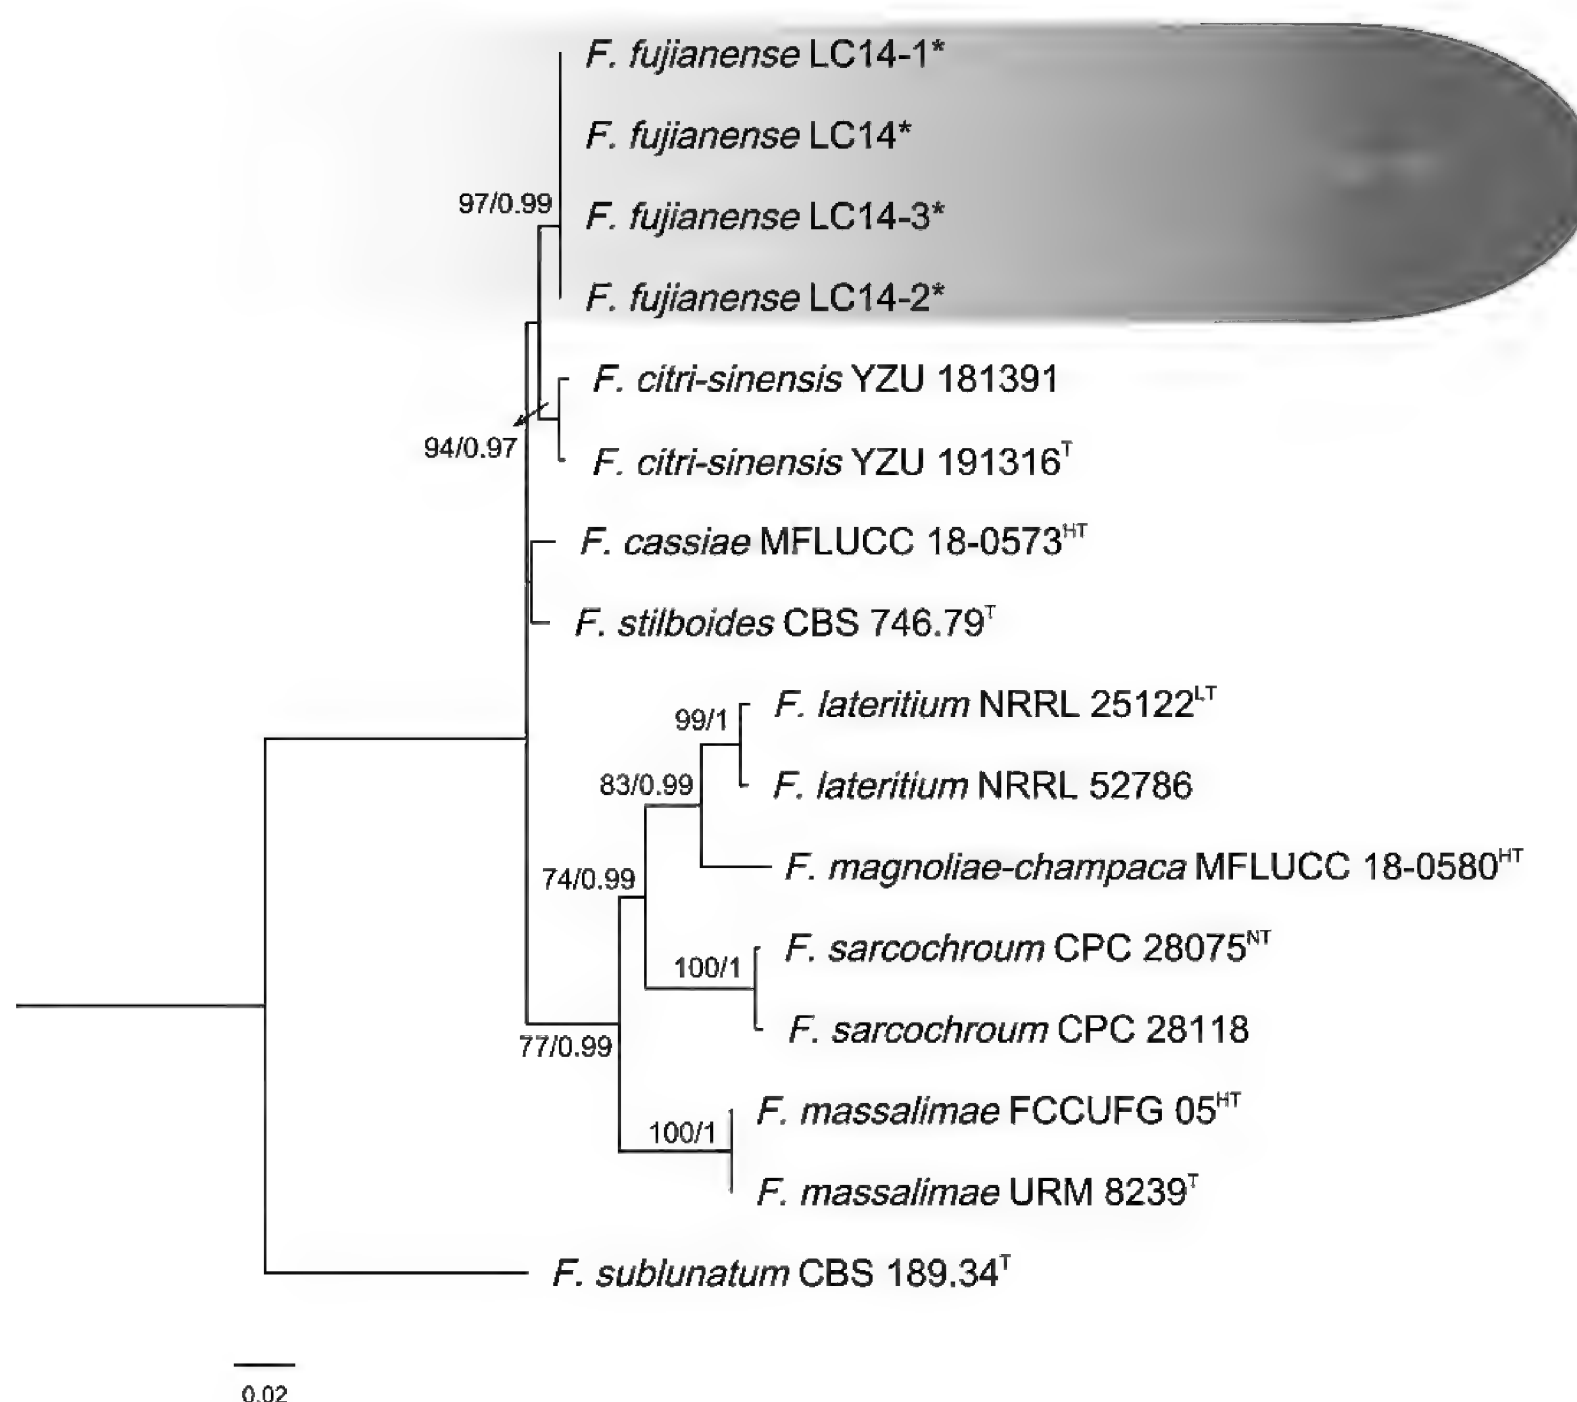 F. fujianense LC14-1*
F. fujianense LC14*
97/0.99
F. fujianense LC14-3*
F. fujianense LC14-2*
F. citri-sinensis YZU 181391
94/0.97
F. citri-sinensis YZU 191316T
F. cassiae MFLUCC 18-0573HT
F. stilboides CBS 746.79T
F. lateritium NRRL 25122LT
99/1
83/0.99
F. lateritium NRRL 52786
F. magnoliae-champaca MFLUCC 18-0580HT
74/0.99
F. sarcochroum CPC 28075NT
100/1
F. sarcochroum CPC 28118
77/0.99
F. massalimae FCCUFG 05HT
100/1
F. massalimae URM 8239T
F. sublunatum CBS 189.34T
0.02